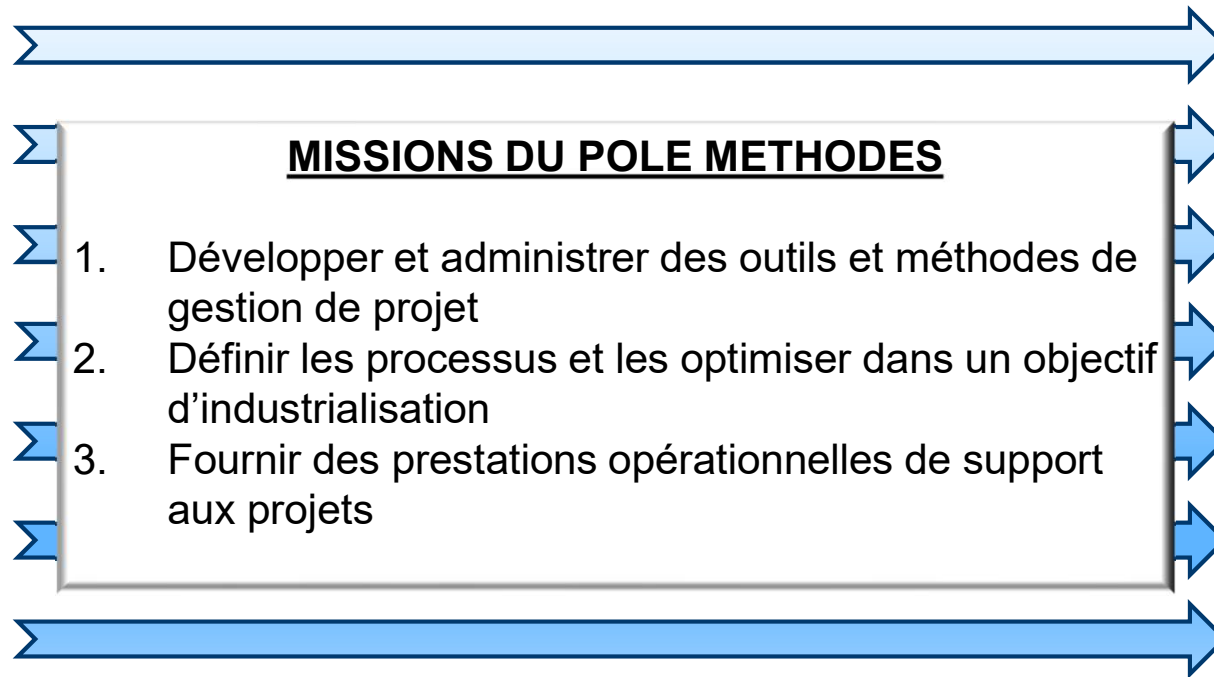 MISSIONS DU POLE METHODES
1. Développer et administrer des outils et méthodes de
gestion de projet
2. Définir les processus et les optimiser dans un objectif
d’industrialisation
3. Fournir des prestations opérationnelles de support
aux projets